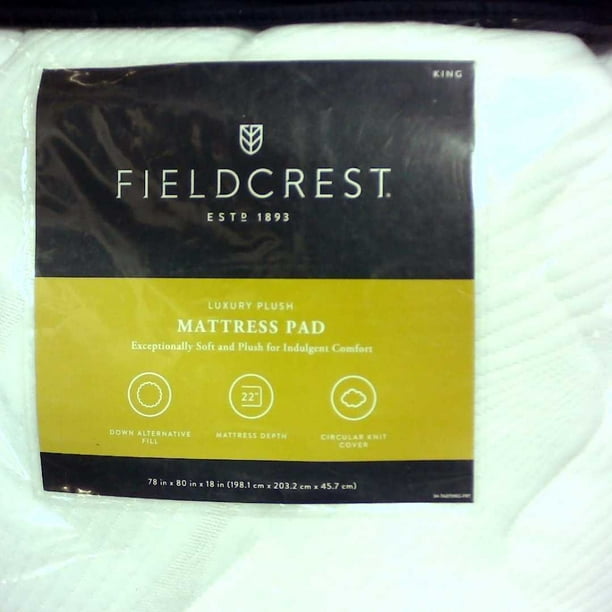 KING
FIELDCREST.
ESTD 1893
LUXURY PLUSH
MATTRESS PAD
Exceptionally Soft and Plush for Indulgent Comfort
22"
DOWN ALTERNATIVE
FILL
MATTRESS DEPTH
CIRCULAR KNIT
COVER
78 in x 80 in x 18 in (198.1 cm x 203.2 cm x 45.7 cm)